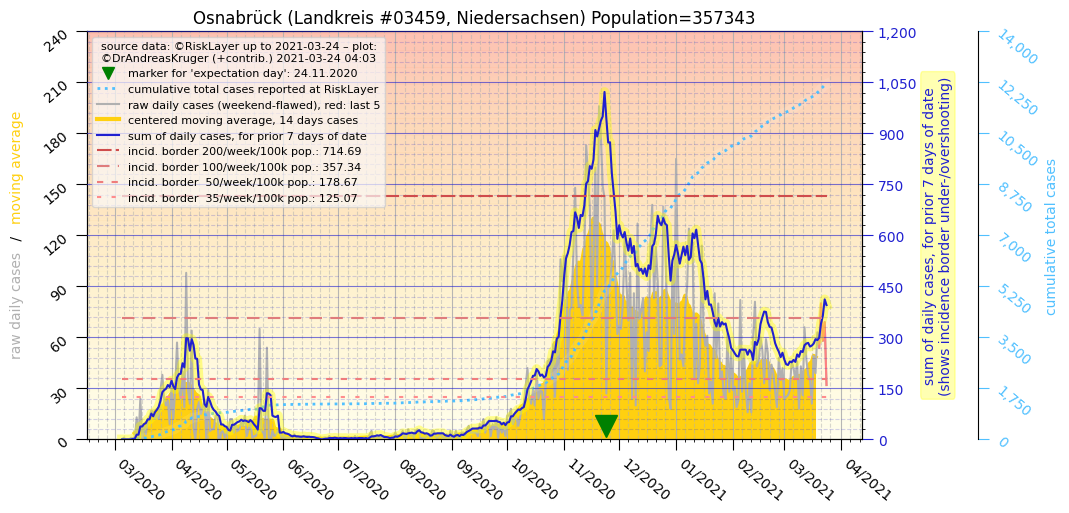 Osnabrück (Landkreis #03459, Niedersachsen) Population=357343
source data: ©RiskLayer up to 2021-03-24 – plot:
©DrAndreasKruger (+contrib.) 2021-03-24 04:03
marker for 'expectation day': 24.11.2020
cumulative total cases reported at RiskLayer
raw daily cases (weekend-flawed), red: last 5
centered moving average, 14 days cases
sum of daily cases, for prior 7 days of date
incid. border 200/week/100k pop.: 714.69
incid. border 100/week/100k pop.: 357.34
incid. border  50/week/100k pop.: 178.67
incid. border  35/week/100k pop.: 125.07
raw daily cases / moving average
240
210
180
150
120
90
60
30
0
1,200
1,050
900
750
600
450
300
150
0
sum of daily cases, for prior 7 days of date
(shows incidence border under-/overshooting)
14,000
12,250
10,500
8,750
7,000
5,250
3,500
1,750
0
cumulative total cases
03/2020
04/2020
05/2020
06/2020
07/2020
08/2020
09/2020
10/2020
11/2020
12/2020
01/2021
02/2021
03/2021
04/2021